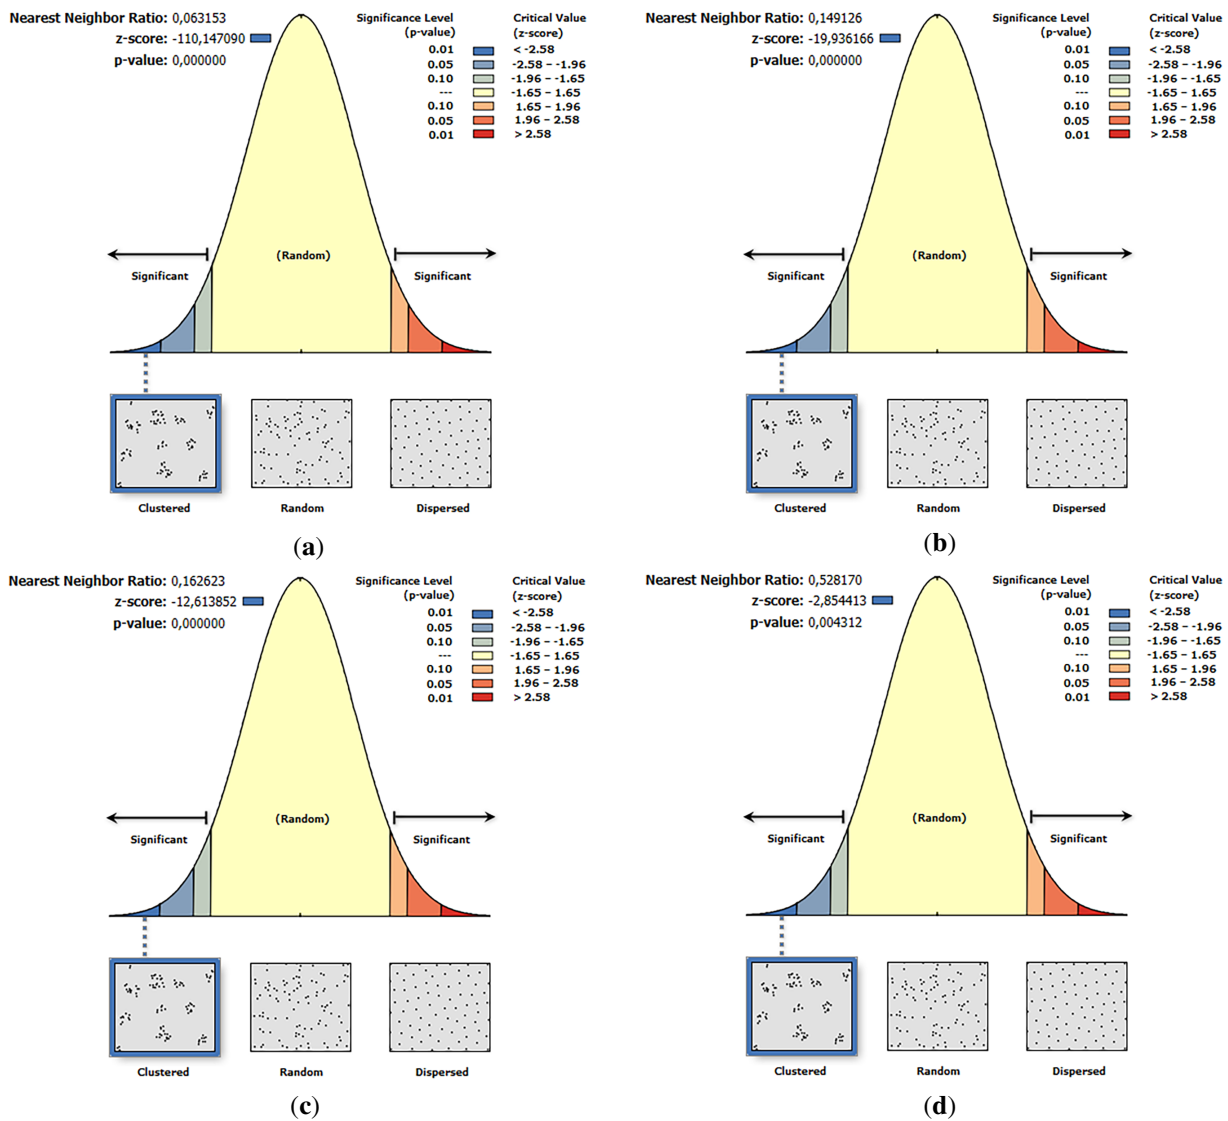 Nearest Neighbor Ratio: 0,063153
z-score: -110,147090
p-value: 0,000000
Significance Level
(p-value)
Critical Value
(z-score)
0.01 < -2.58
0.05 -2.58 – -1.96
0.10 -1.96 – -1.65
--- -1.65 – 1.65
0.10 1.65 – 1.96
0.05 1.96 – 2.58
0.01 > 2.58
(Random)
Significant
Significant
Clustered
Random
Dispersed
(a)
Nearest Neighbor Ratio: 0,149126
z-score: -19,936166
p-value: 0,000000
Significance Level
(p-value)
Critical Value
(z-score)
0.01 < -2.58
0.05 -2.58 – -1.96
0.10 -1.96 – -1.65
--- -1.65 – 1.65
0.10 1.65 – 1.96
0.05 1.96 – 2.58
0.01 > 2.58
(Random)
Significant
Significant
Clustered
Random
Dispersed
(b)
Nearest Neighbor Ratio: 0,162623
z-score: -12,613852
p-value: 0,000000
Significance Level
(p-value)
Critical Value
(z-score)
0.01 < -2.58
0.05 -2.58 – -1.96
0.10 -1.96 – -1.65
--- -1.65 – 1.65
0.10 1.65 – 1.96
0.05 1.96 – 2.58
0.01 > 2.58
(Random)
Significant
Significant
Clustered
Random
Dispersed
(c)
Nearest Neighbor Ratio: 0,528170
z-score: -2,854413
p-value: 0,004312
Significance Level
(p-value)
Critical Value
(z-score)
0.01 < -2.58
0.05 -2.58 – -1.96
0.10 -1.96 – -1.65
--- -1.65 – 1.65
0.10 1.65 – 1.96
0.05 1.96 – 2.58
0.01 > 2.58
(Random)
Significant
Significant
Clustered
Random
Dispersed
(d)